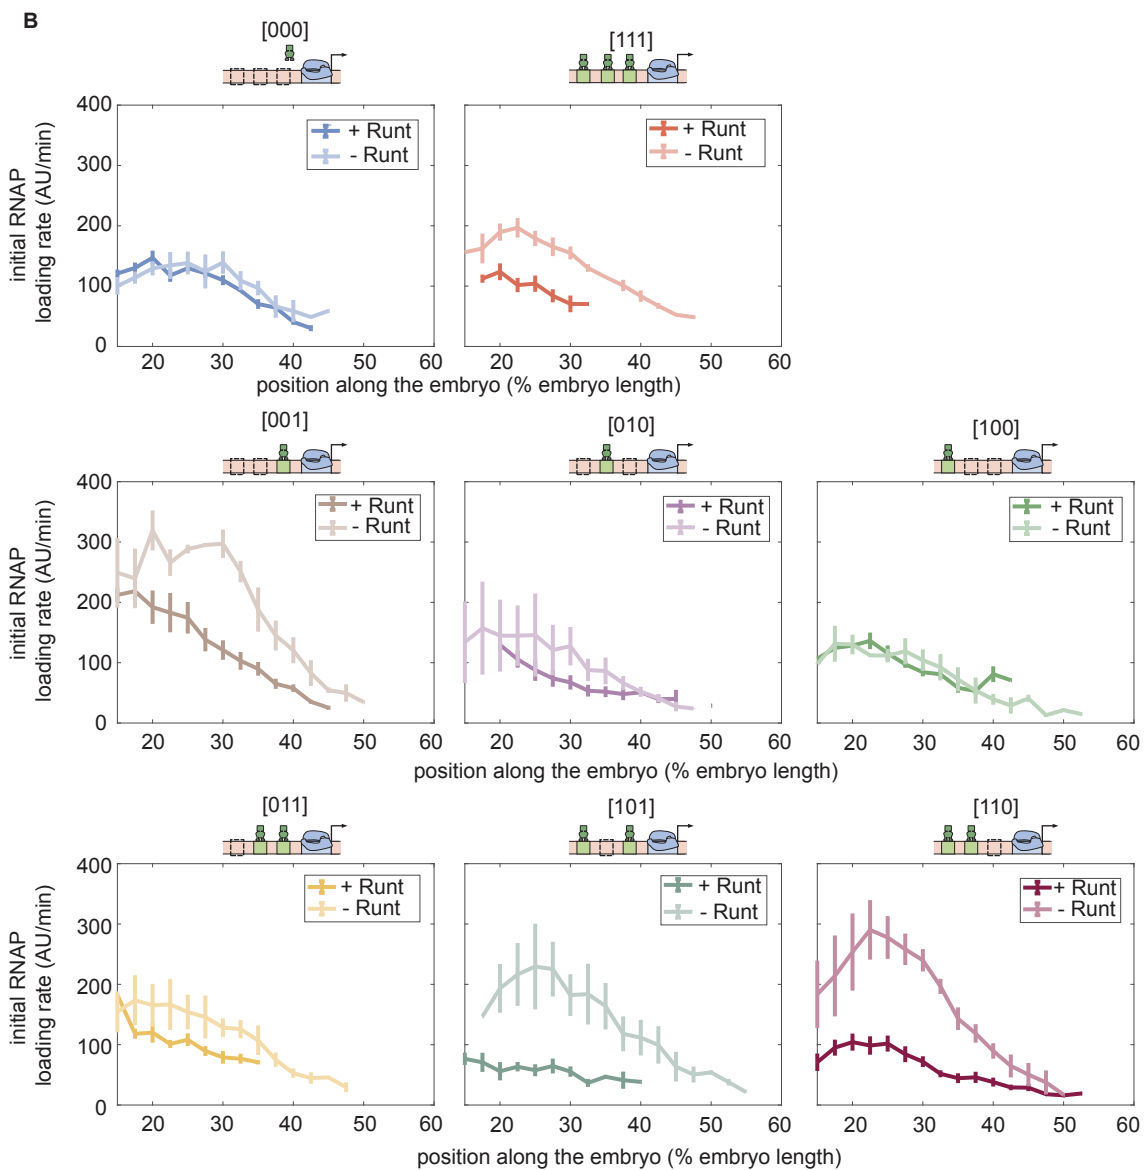 B
[000]
[111]
initial RNAP
loading rate (AU/min)
400
300
200
100
0
+ Runt
- Runt
+ Runt
- Runt
20 30 40 50 60
20 30 40 50 60
position along the embryo (% embryo length)
[001]
[010]
[100]
initial RNAP
loading rate (AU/min)
400
300
200
100
0
+ Runt
- Runt
+ Runt
- Runt
+ Runt
- Runt
20 30 40 50 60
20 30 40 50 60
20 30 40 50 60
position along the embryo (% embryo length)
[011]
[101]
[110]
initial RNAP
loading rate (AU/min)
400
300
200
100
0
+ Runt
- Runt
+ Runt
- Runt
+ Runt
- Runt
20 30 40 50 60
20 30 40 50 60
20 30 40 50 60
position along the embryo (% embryo length)